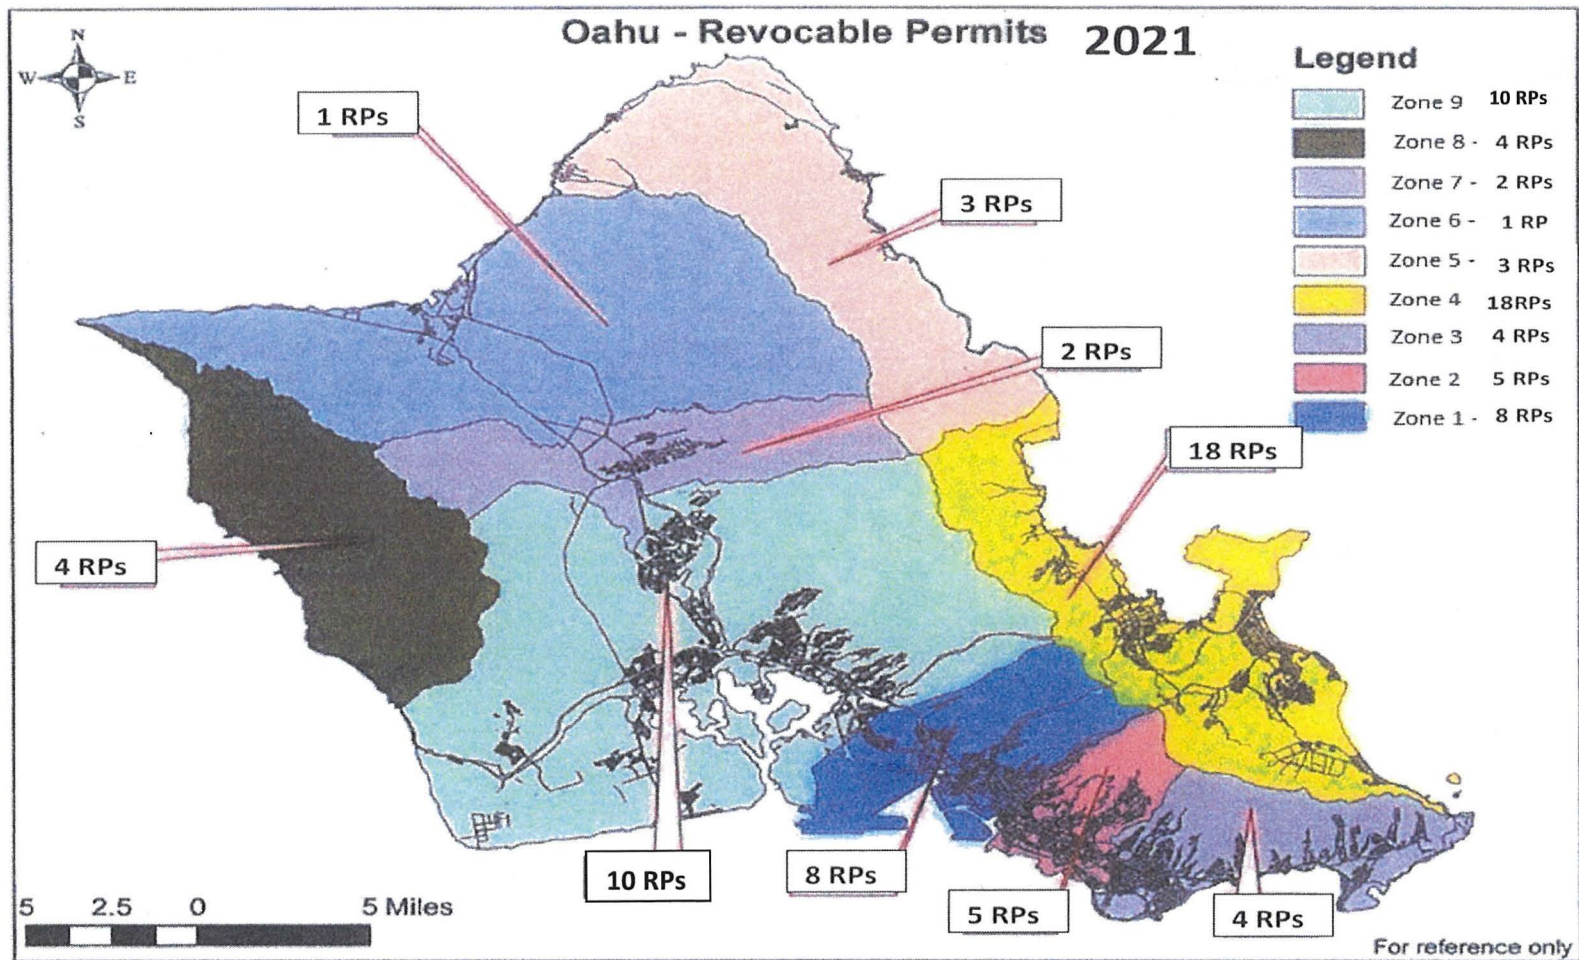 Oahu - Revocable Permits 2021
N
W E
S
Legend
Zone 9 10 RPs
Zone 8 - 4 RPs
Zone 7 - 2 RPs
Zone 6 - 1 RP
Zone 5 - 3 RPs
Zone 4 18RPs
Zone 3 4 RPs
Zone 2 5 RPs
Zone 1 - 8 RPs
1 RPs
3 RPs
2 RPs
18 RPs
4 RPs
10 RPs
8 RPs
5 RPs
4 RPs
5 2.5 0 5 Miles
For reference only